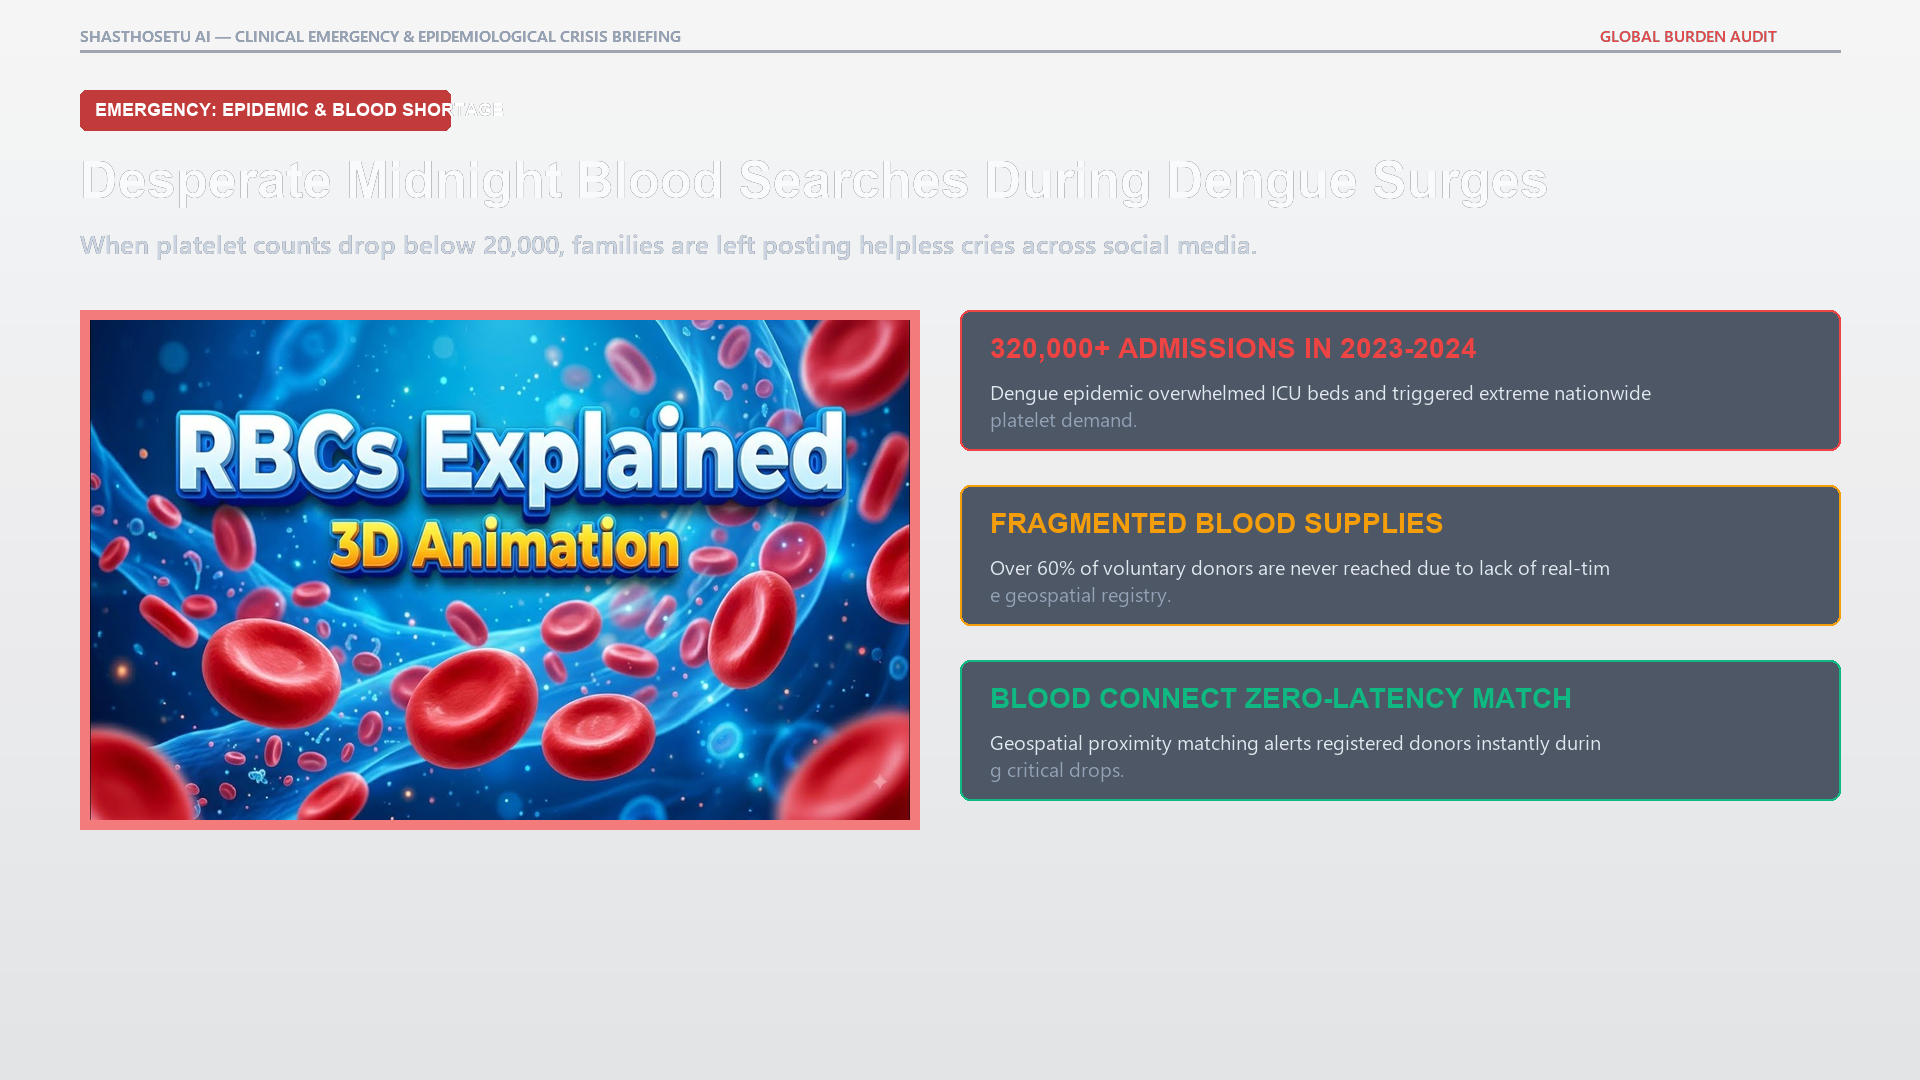 SHASTHOSETU AI — CLINICAL EMERGENCY & EPIDEMIOLOGICAL CRISIS BRIEFING
GLOBAL BURDEN AUDIT
EMERGENCY: EPIDEMIC & BLOOD SHORTAGE
Desperate Midnight Blood Searches During Dengue Surges
When platelet counts drop below 20,000, families are left posting helpless cries across social media.
RBCs Explained
3D Animation
320,000+ ADMISSIONS IN 2023-2024
Dengue epidemic overwhelmed ICU beds and triggered extreme nationwide
platelet demand.
FRAGMENTED BLOOD SUPPLIES
Over 60% of voluntary donors are never reached due to lack of real-tim
e geospatial registry.
BLOOD CONNECT ZERO-LATENCY MATCH
Geospatial proximity matching alerts registered donors instantly durin
g critical drops.